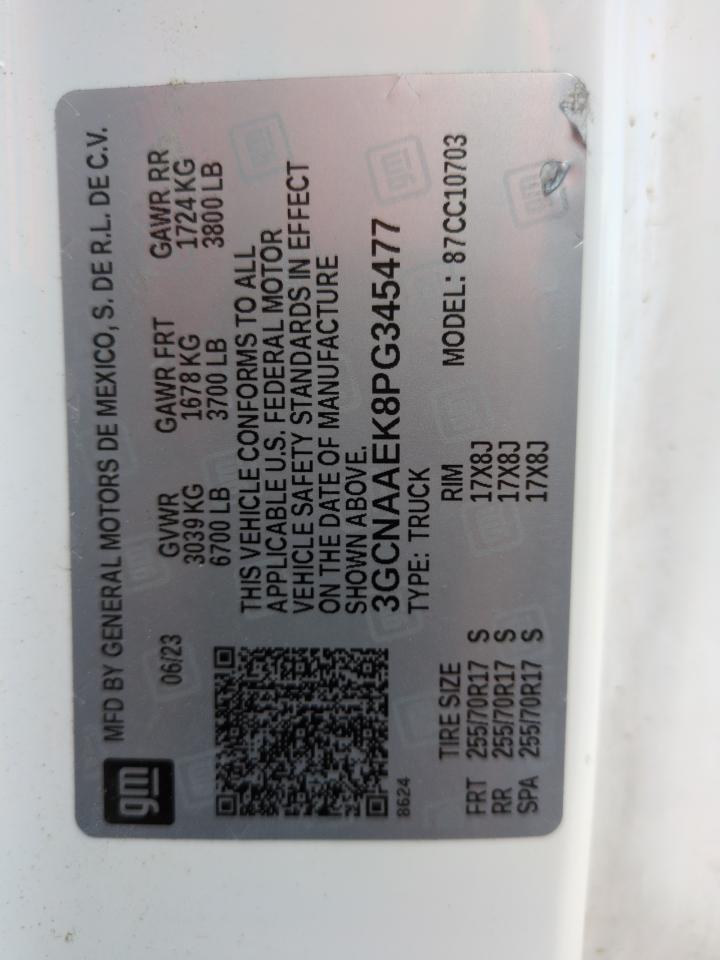 gm
MFD BY GENERAL MOTORS DE MEXICO, S. DE R.L. DE C.V.
06/23
GVWR GAWR FRT GAWR RR
3039 KG 1678 KG 1724 KG
6700 LB 3700 LB 3800 LB
THIS VEHICLE CONFORMS TO ALL
APPLICABLE U.S. FEDERAL MOTOR
VEHICLE SAFETY STANDARDS IN EFFECT
ON THE DATE OF MANUFACTURE
SHOWN ABOVE.
3GCNAAEK8PG345477
8624
TYPE: TRUCK MODEL: 87CC10703
TIRE SIZE RIM
FRT 255/70R17 S 17X8J
RR 255/70R17 S 17X8J
SPA 255/70R17 S 17X8J